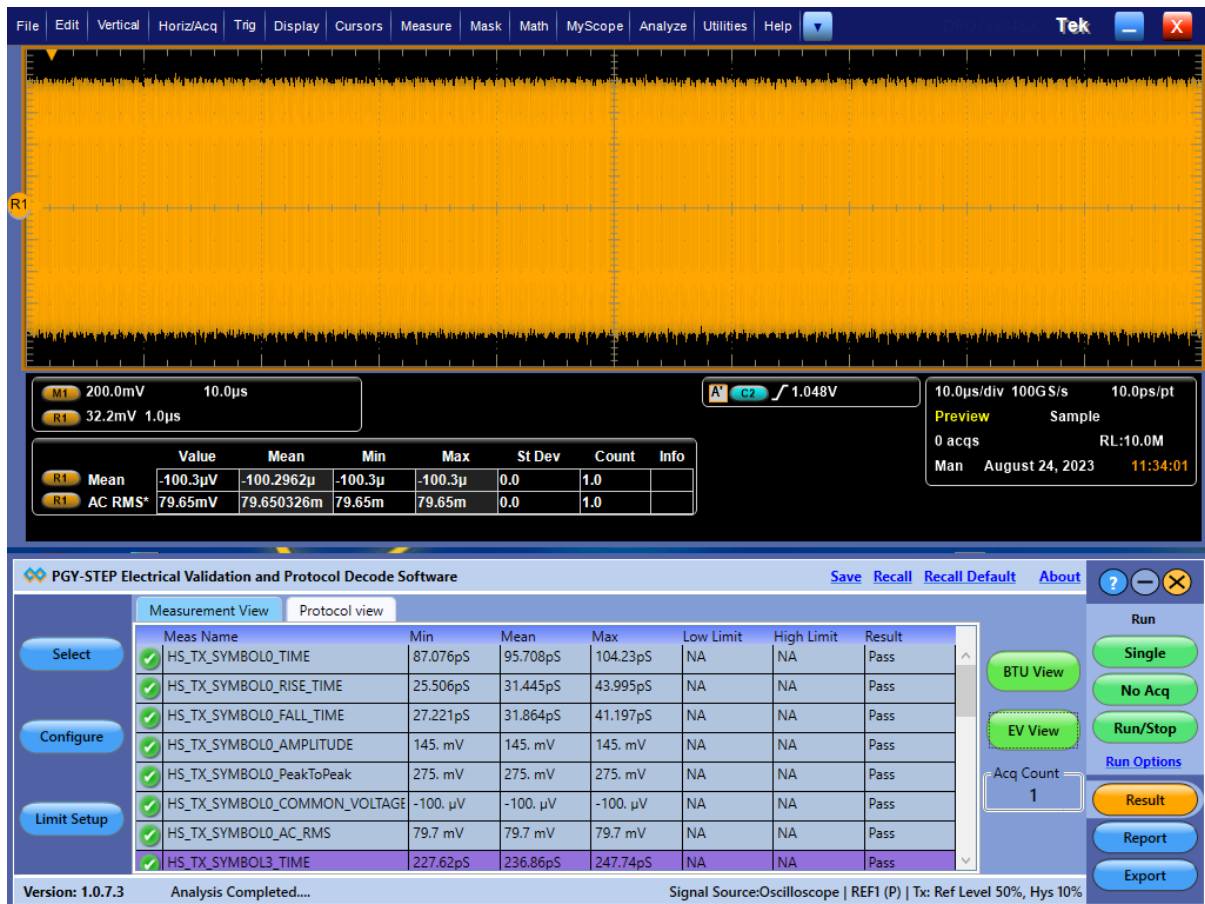 File Edit Vertical Horiz/Acq Trig Display Cursors Measure Mask Math MyScope Analyze Utilities Help Tek X
R1
M1 200.0mV 10.0µs
R1 32.2mV 1.0µs
A' C2 1.048V
10.0µs/div 100GS/s 10.0ps/pt
Preview Sample
0 acqs RL:10.0M
Man August 24, 2023 11:34:01
Value Mean Min Max St Dev Count Info
R1 Mean -100.3µV -100.2962µ -100.3µ -100.3µ 0.0 1.0
R1 AC RMS* 79.65mV 79.650326m 79.65m 79.65m 0.0 1.0
PGY-STEP Electrical Validation and Protocol Decode Software Save Recall Recall Default About ?
Measurement View Protocol view
Select
Configure
Limit Setup
Meas Name Min Mean Max Low Limit High Limit Result
HS_TX_SYMBOL0_TIME 87.076pS 95.708pS 104.23pS NA NA Pass
HS_TX_SYMBOL0_RISE_TIME 25.506pS 31.445pS 43.995pS NA NA Pass
HS_TX_SYMBOL0_FALL_TIME 27.221pS 31.864pS 41.197pS NA NA Pass
HS_TX_SYMBOL0_AMPLITUDE 145. mV 145. mV 145. mV NA NA Pass
HS_TX_SYMBOL0_PeakToPeak 275. mV 275. mV 275. mV NA NA Pass
HS_TX_SYMBOL0_COMMON_VOLTAGE -100. µV -100. µV -100. µV NA NA Pass
HS_TX_SYMBOL0_AC_RMS 79.7 mV 79.7 mV 79.7 mV NA NA Pass
HS_TX_SYMBOL3_TIME 227.62pS 236.86pS 247.74pS NA NA Pass
BTU View
EV View
Acq Count
1
Run
Single
No Acq
Run/Stop
Run Options
Result
Report
Export
Version: 1.0.7.3 Analysis Completed.... Signal Source:Oscilloscope | REF1 (P) | Tx: Ref Level 50%, Hys 10%